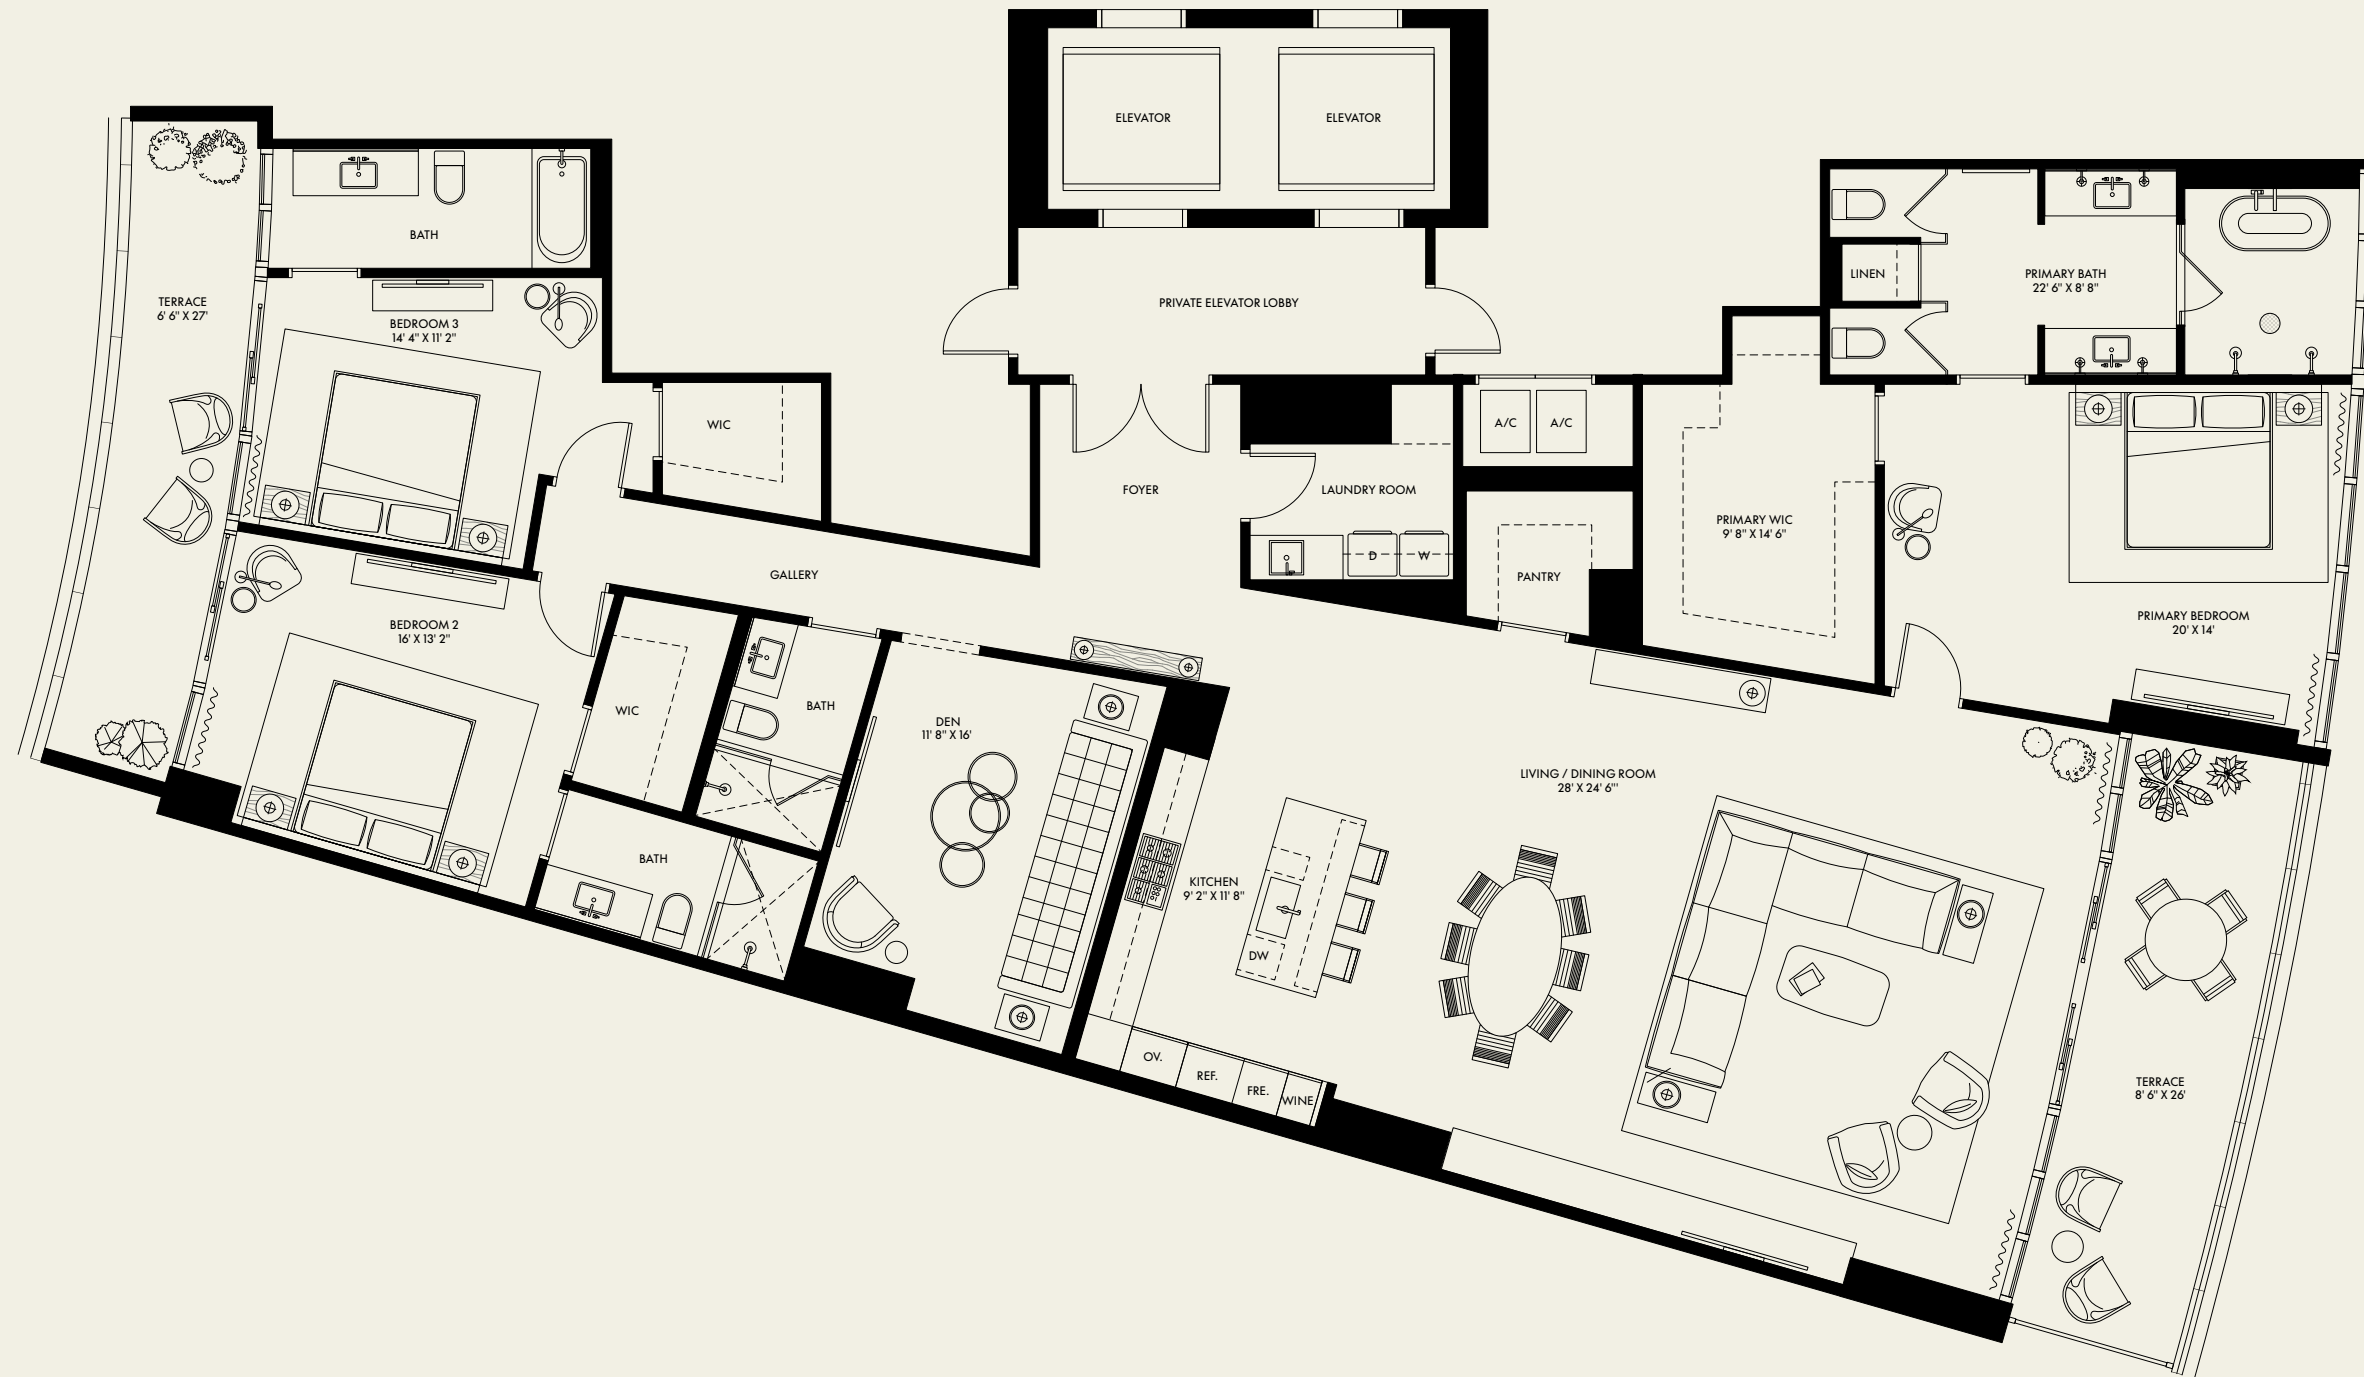 ELEVATOR
ELEVATOR
PRIVATE ELEVATOR LOBBY
BATH
TERRACE
6' 6" X 27'
BEDROOM 3
14' 4" X 11' 2"
WIC
LINEN
PRIMARY BATH
22' 6" X 8' 8"
A/C
A/C
FOYER
LAUNDRY ROOM
D
W
PANTRY
PRIMARY WIC
9' 8" X 14' 6"
PRIMARY BEDROOM
20' X 14'
GALLERY
BEDROOM 2
16' X 13' 2"
WIC
BATH
DEN
11' 8" X 16'
BATH
KITCHEN
9' 2" X 11' 8"
DW
OV.
REF.
FRE.
WINE
LIVING / DINING ROOM
28' X 24' 6"'
TERRACE
8' 6" X 26'